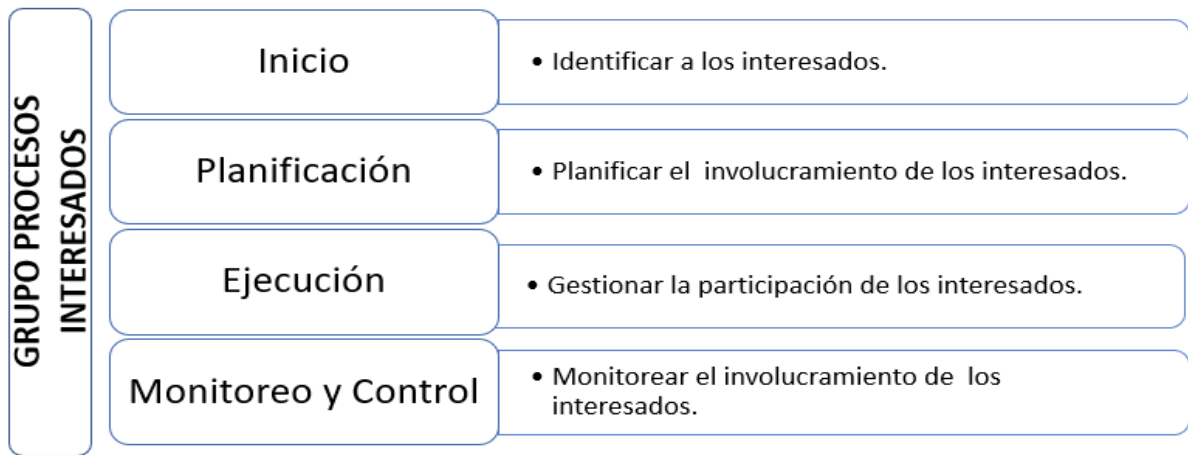 GRUPO PROCESOS
INTERESADOS
Inicio
• Identificar a los interesados.
Planificación
• Planificar el involucramiento de los interesados.
Ejecución
• Gestionar la participación de los interesados.
Monitoreo y Control
• Monitorear el involucramiento de los
interesados.